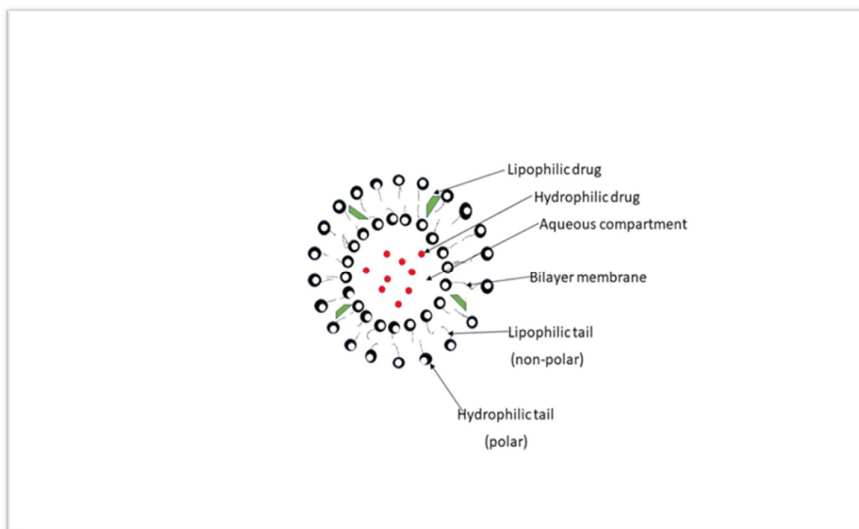 Lipophilic drug
Hydrophilic drug
Aqueous compartment
Bilayer membrane
Lipophilic tail
(non-polar)
Hydrophilic tail
(polar)